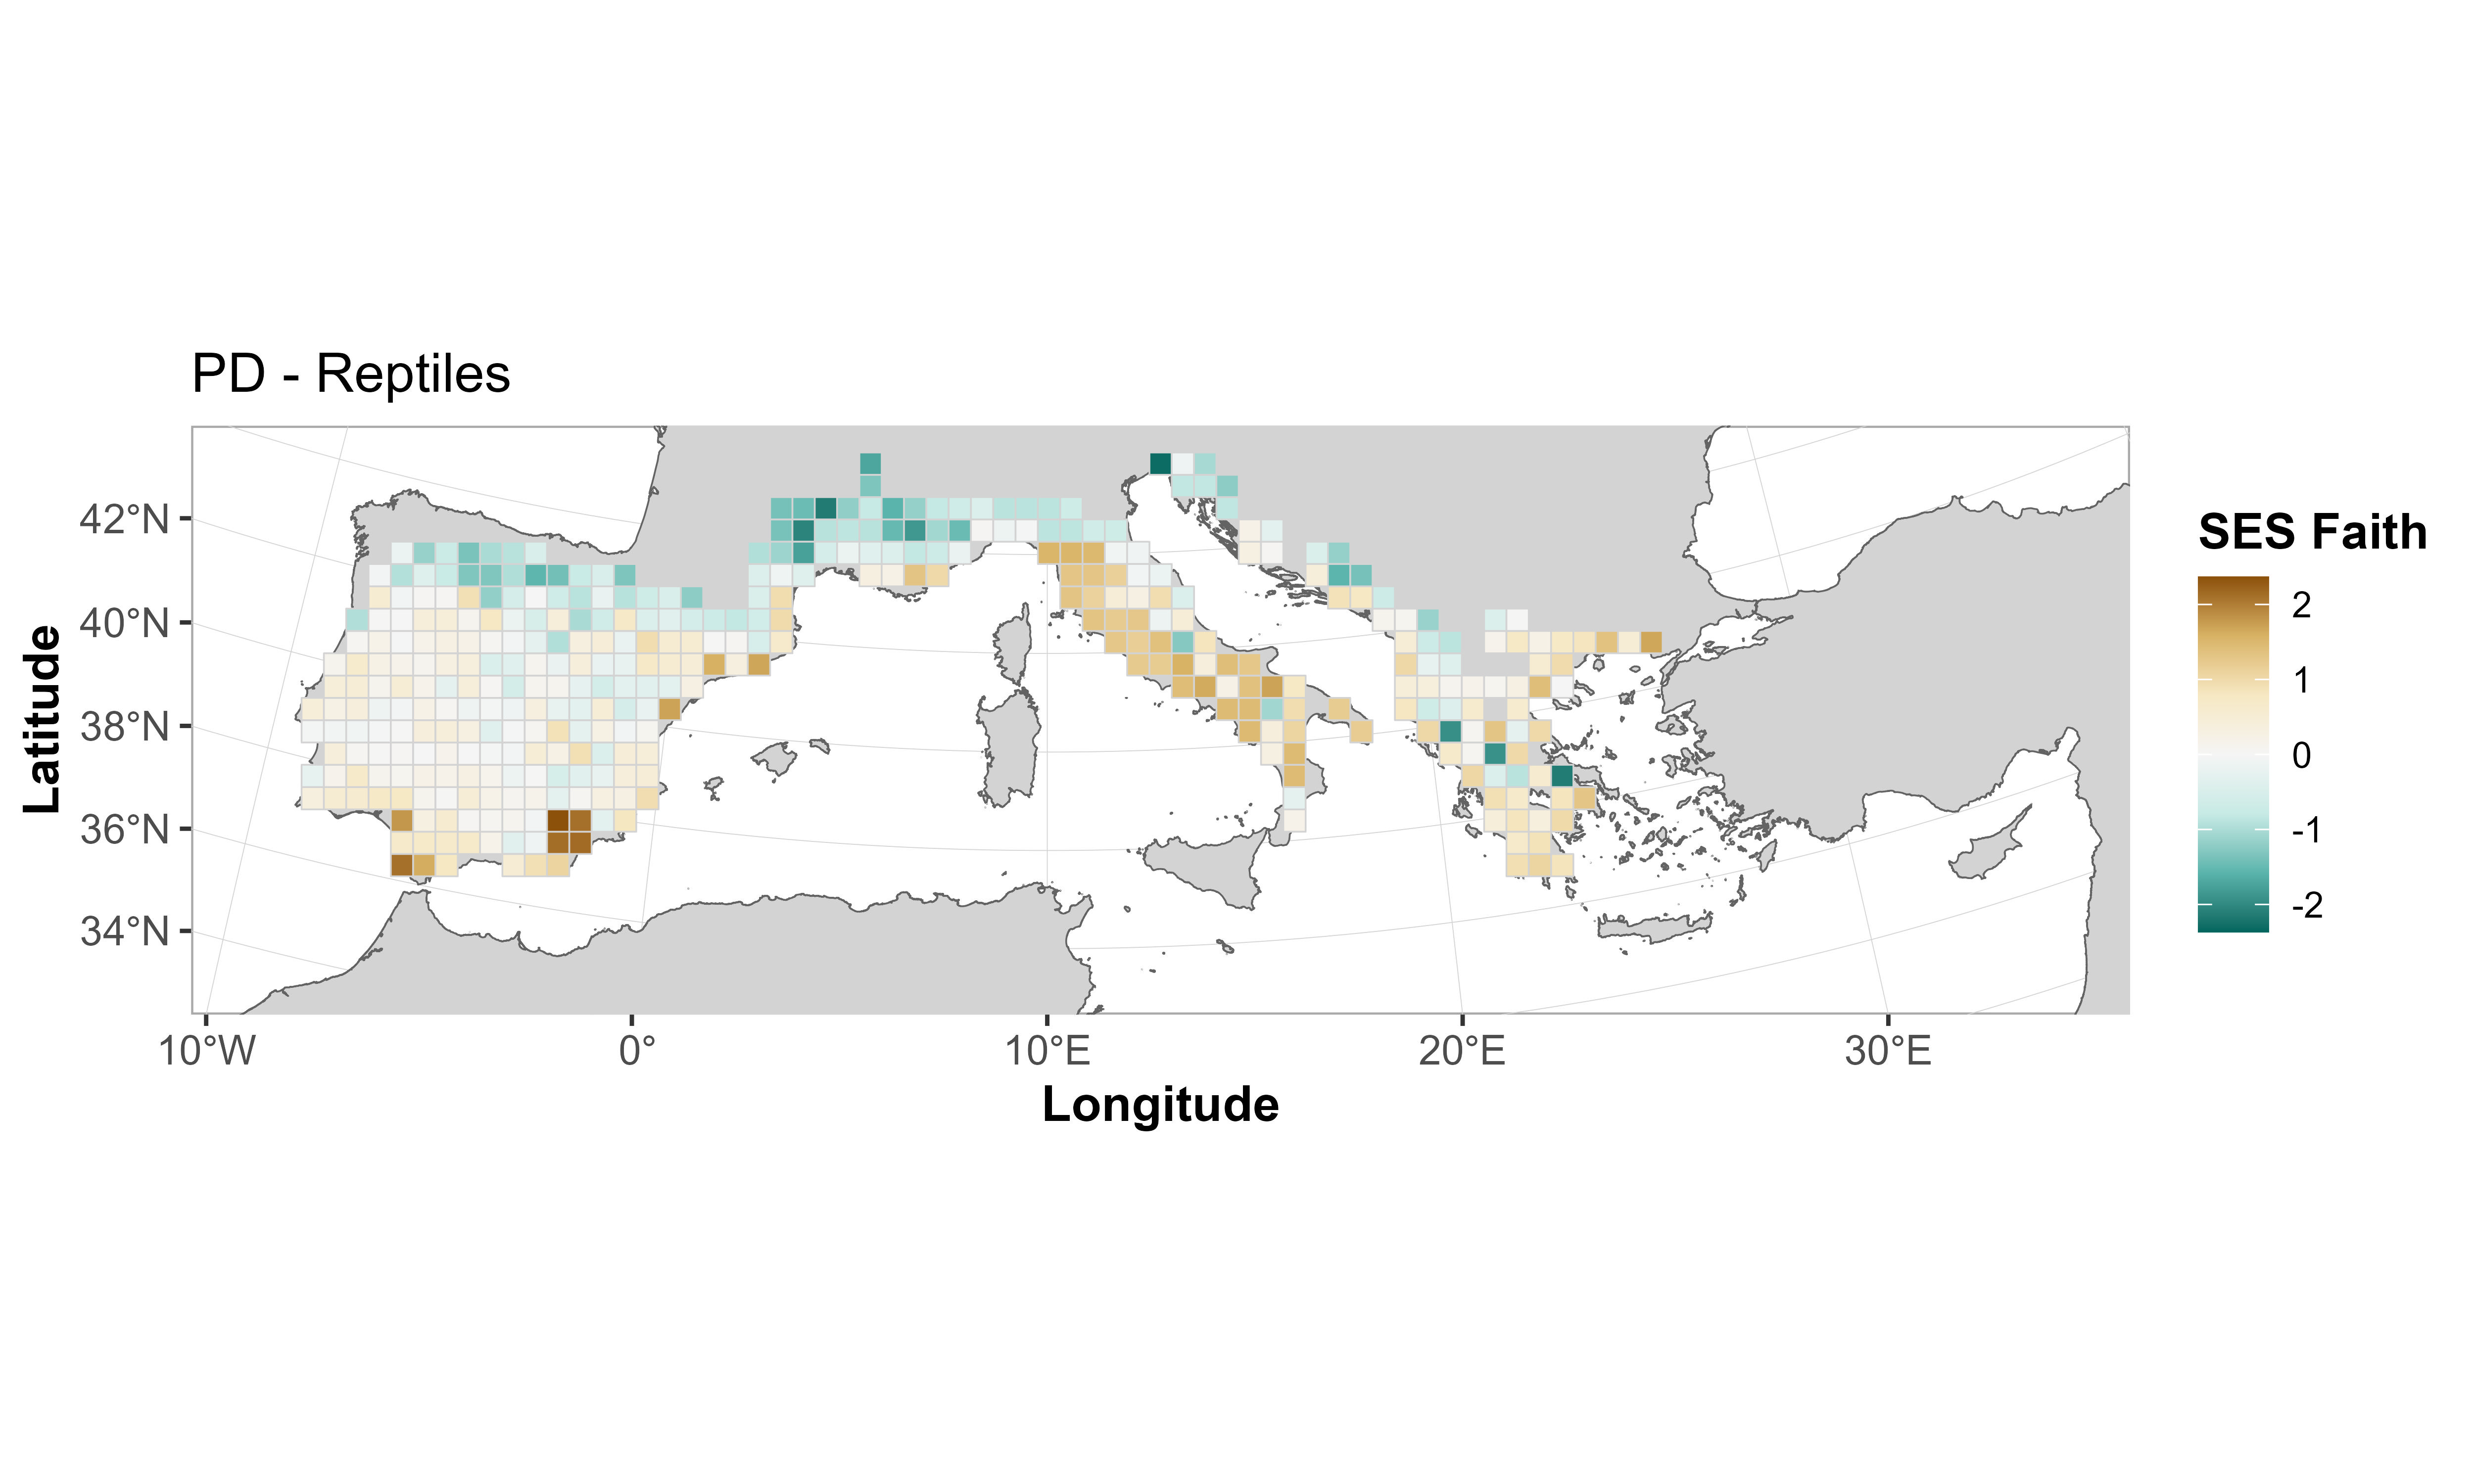 PD - Reptiles
42°N
40°N
38°N
36°N
34°N
Latitude
10°W
0°
10°E
20°E
30°E
Longitude
SES Faith
2
1
0
-1
-2